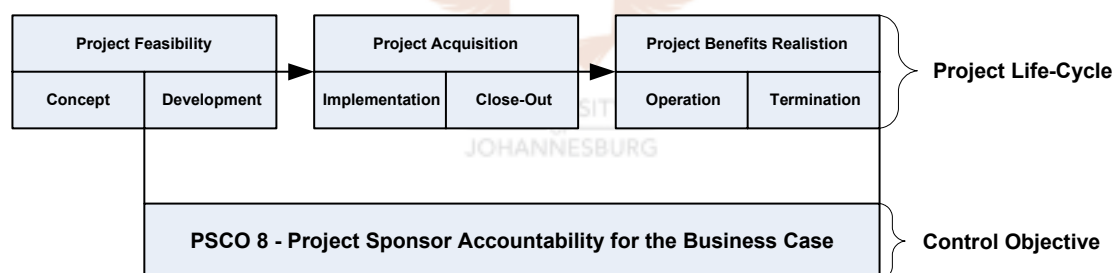 Project Feasibility
Project Acquisition
Project Benefits Realistion
Concept
Development
Implementation
Close-Out
Operation
Termination
Project Life-Cycle
JOHANNESBURG
PSCO 8 - Project Sponsor Accountability for the Business Case
Control Objective